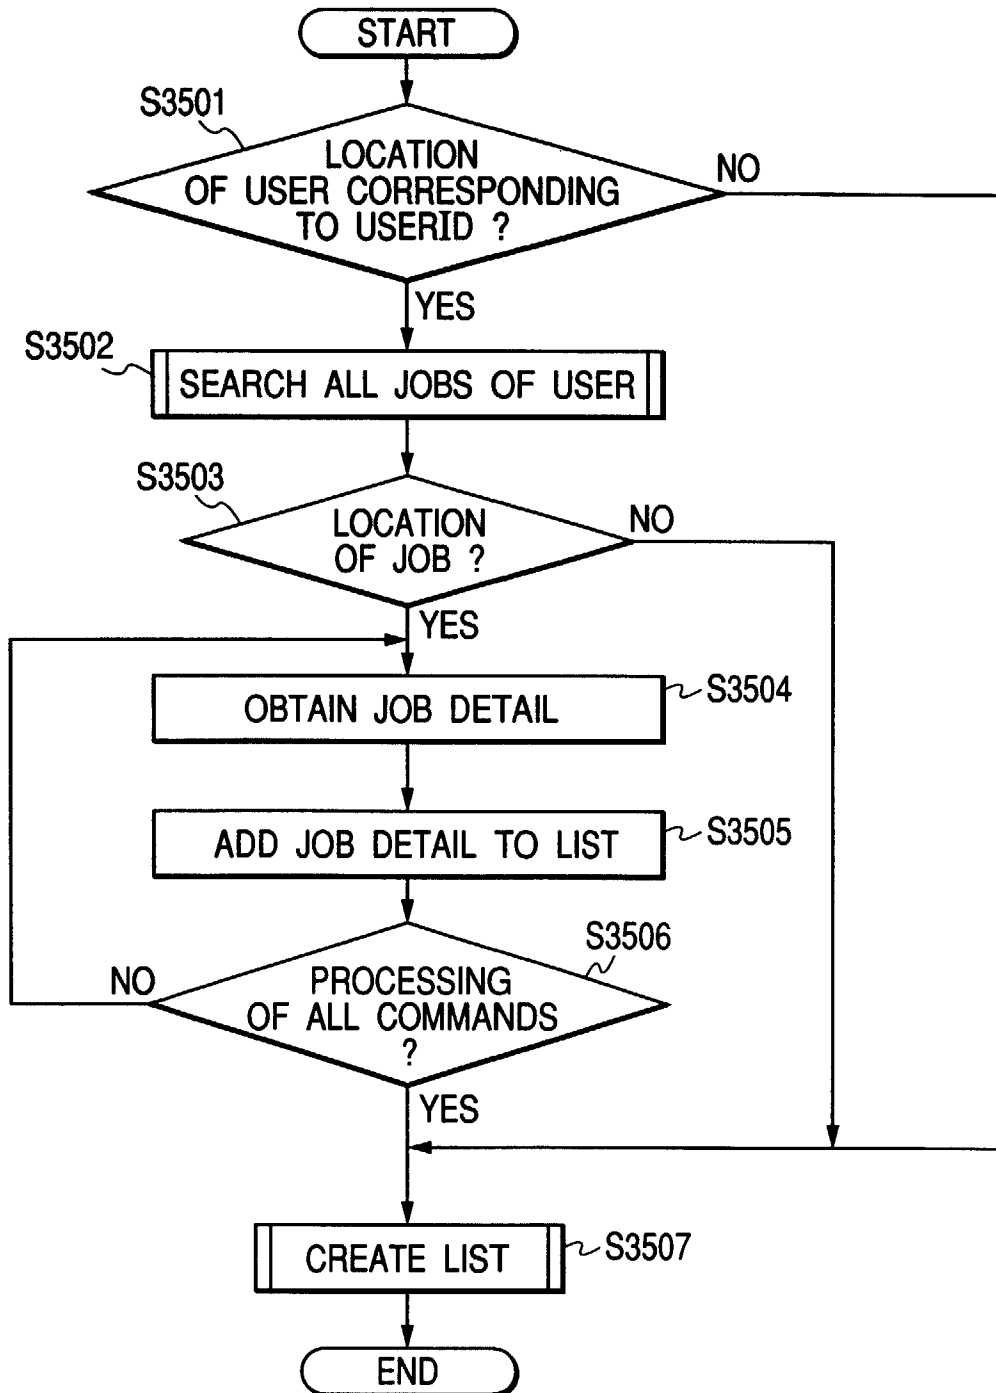 START
S3501
LOCATION
OF USER CORRESPONDING
TO USERID ?
NO
YES
S3502
SEARCH ALL JOBS OF USER
S3503
LOCATION
OF JOB ?
NO
YES
OBTAIN JOB DETAIL
S3504
ADD JOB DETAIL TO LIST
S3505
S3506
NO
PROCESSING
OF ALL COMMANDS
?
YES
CREATE LIST
S3507
END